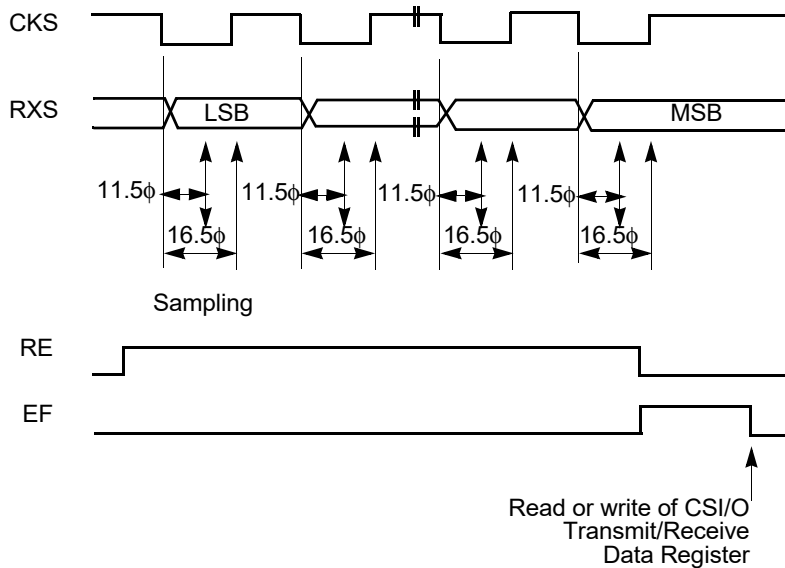 CKS
RXS
LSB
MSB
11.5ϕ 11.5ϕ 11.5ϕ 11.5ϕ
16.5ϕ 16.5ϕ 16.5ϕ 16.5ϕ
Sampling
RE
EF
Read or write of CSI/O
Transmit/Receive
Data Register